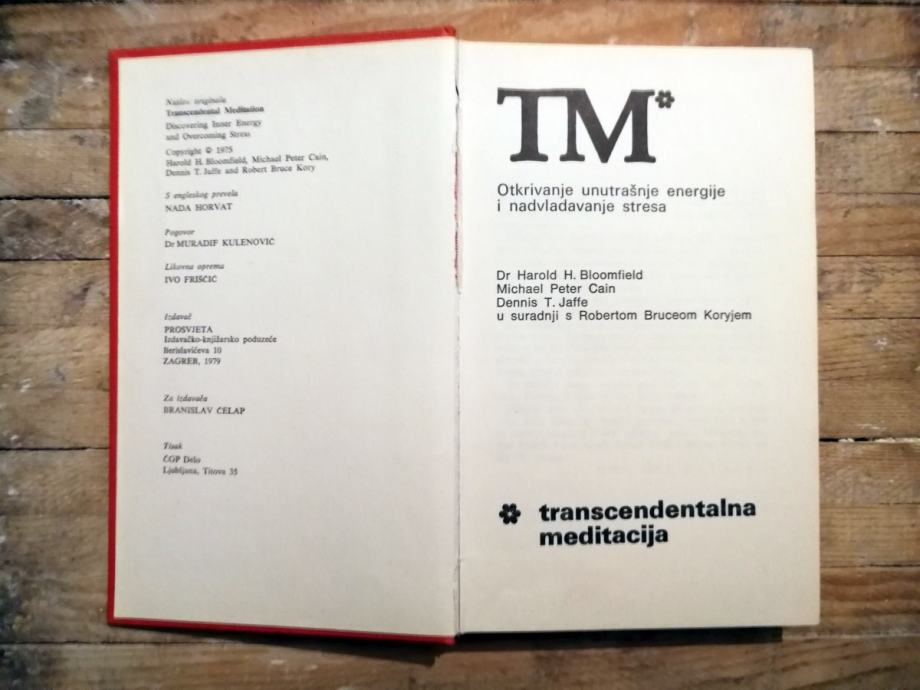 Naslov originala
Transcendental Meditation
Discovering Inner Energy
and Overcoming Stress
Copyright © 1975
Harold H. Bloomfield, Michael Peter Cain,
Dennis T. Jaffe and Robert Bruce Kory
S engleskog prevela
NADA HORVAT
Pogovor
Dr MURADIF KULENOVIĆ
Likovna oprema
IVO FRIŠČIĆ
Izdavač
PROSVJETA
Izdavačko-knjižarsko poduzeće
Berislavićeva 10
ZAGREB, 1979
Za izdavača
BRANISLAV ĆELAP
Tisak
ČGP Delo
Ljubljana, Titova 35
TM*
Otkrivanje unutrašnje energije
i nadvladavanje stresa
Dr Harold H. Bloomfield
Michael Peter Cain
Dennis T. Jaffe
u suradnji s Robertom Bruceom Koryjem
* transcendentalna
meditacija